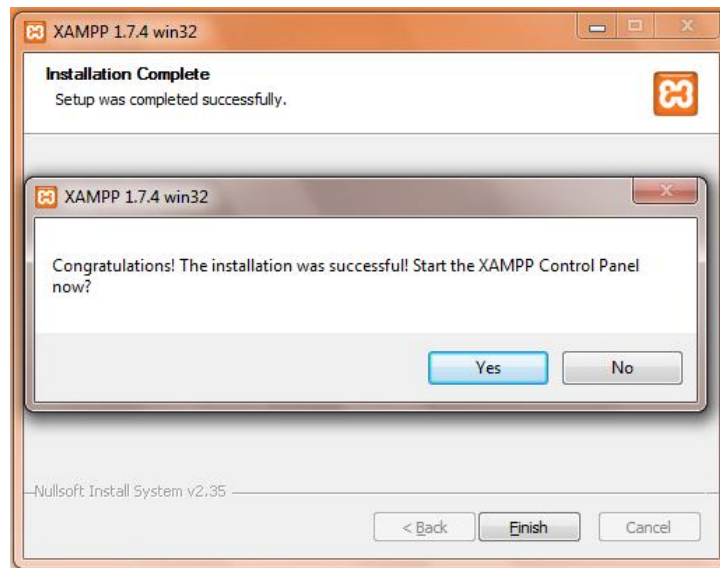 XAMPP 1.7.4 win32
Installation Complete
Setup was completed successfully.
XAMPP 1.7.4 win32
Congratulations! The installation was successful! Start the XAMPP Control Panel
now?
Yes No
Nullsoft Install System v2.35
< Back Finish Cancel